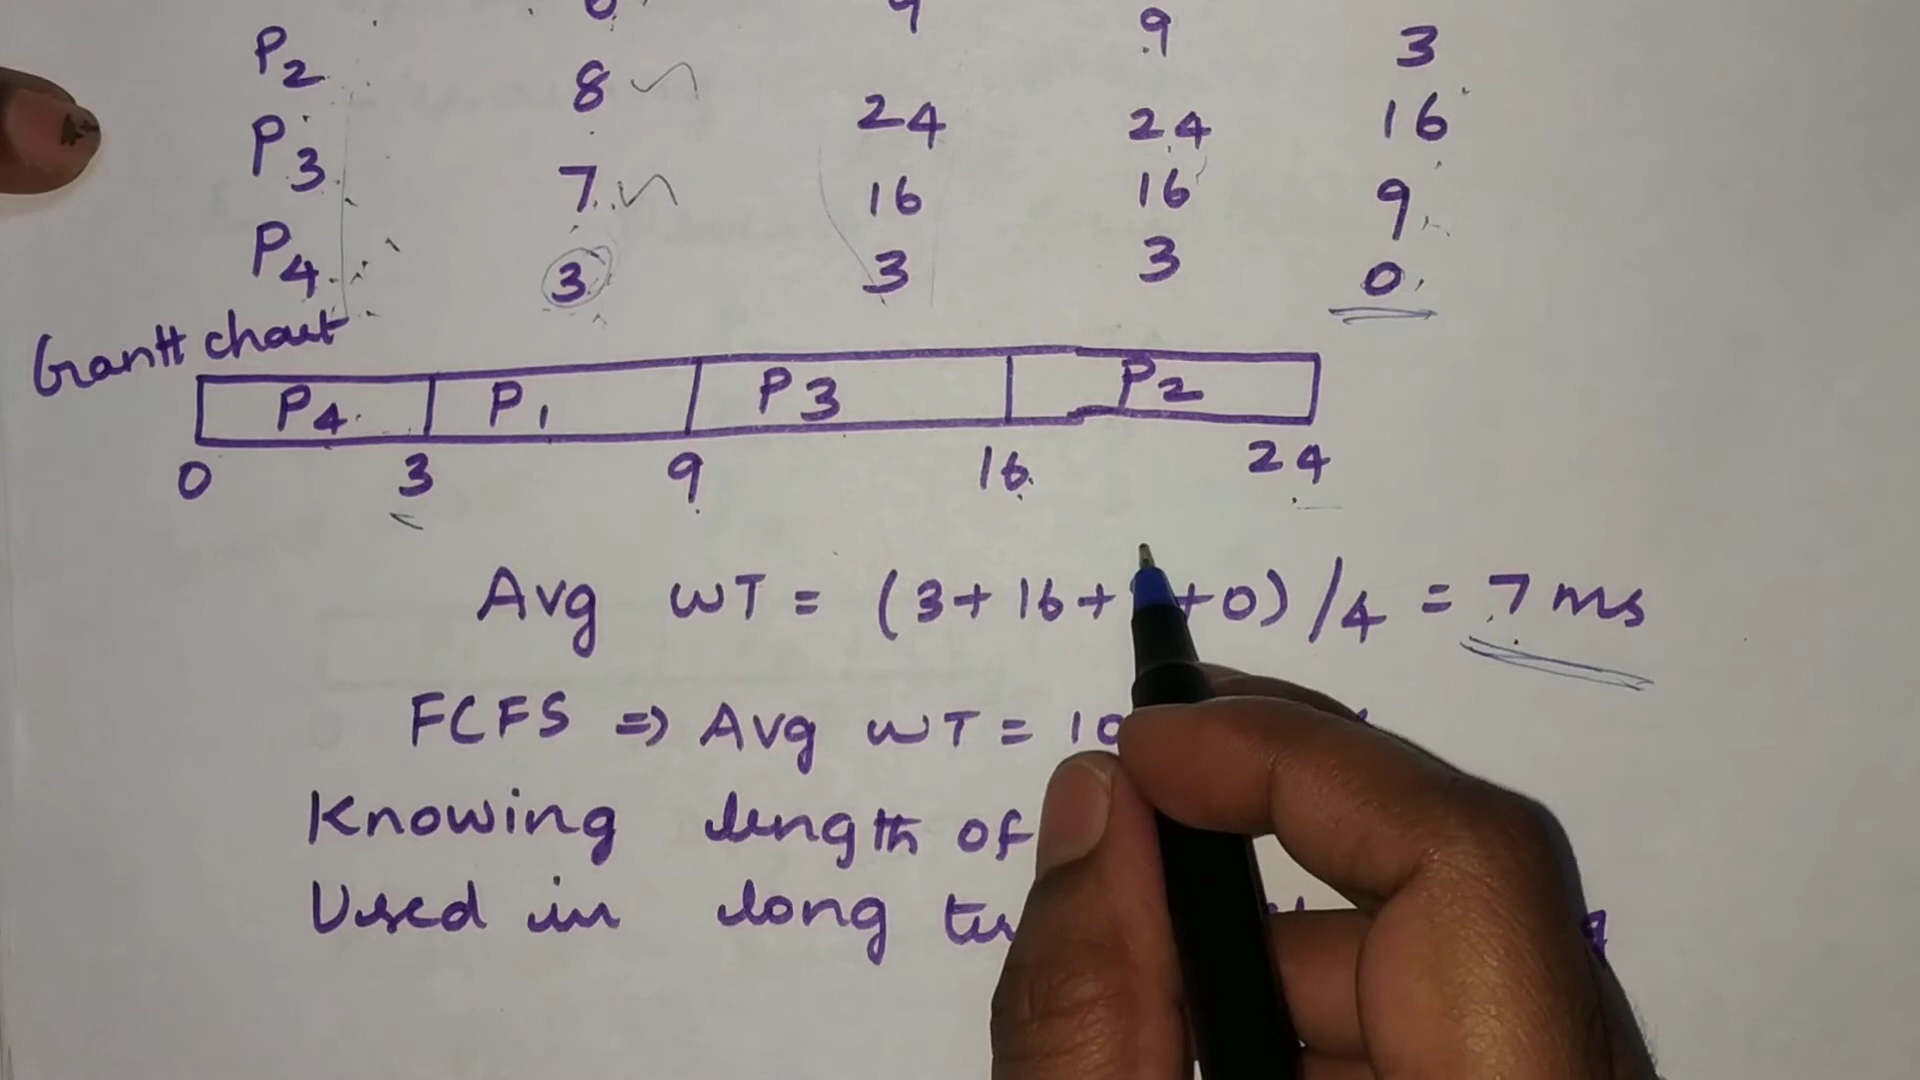 9 9 3
P2 8 24 24 16
P3 7 16 16 9
P4 3 3 3 0
Gantt chart
P4 P1 P3 P2
0 3 9 16 24
Avg WT = (3+16+ +0)/4 = 7 ms
FCFS => Avg WT = 10
Knowing length of
Used in long